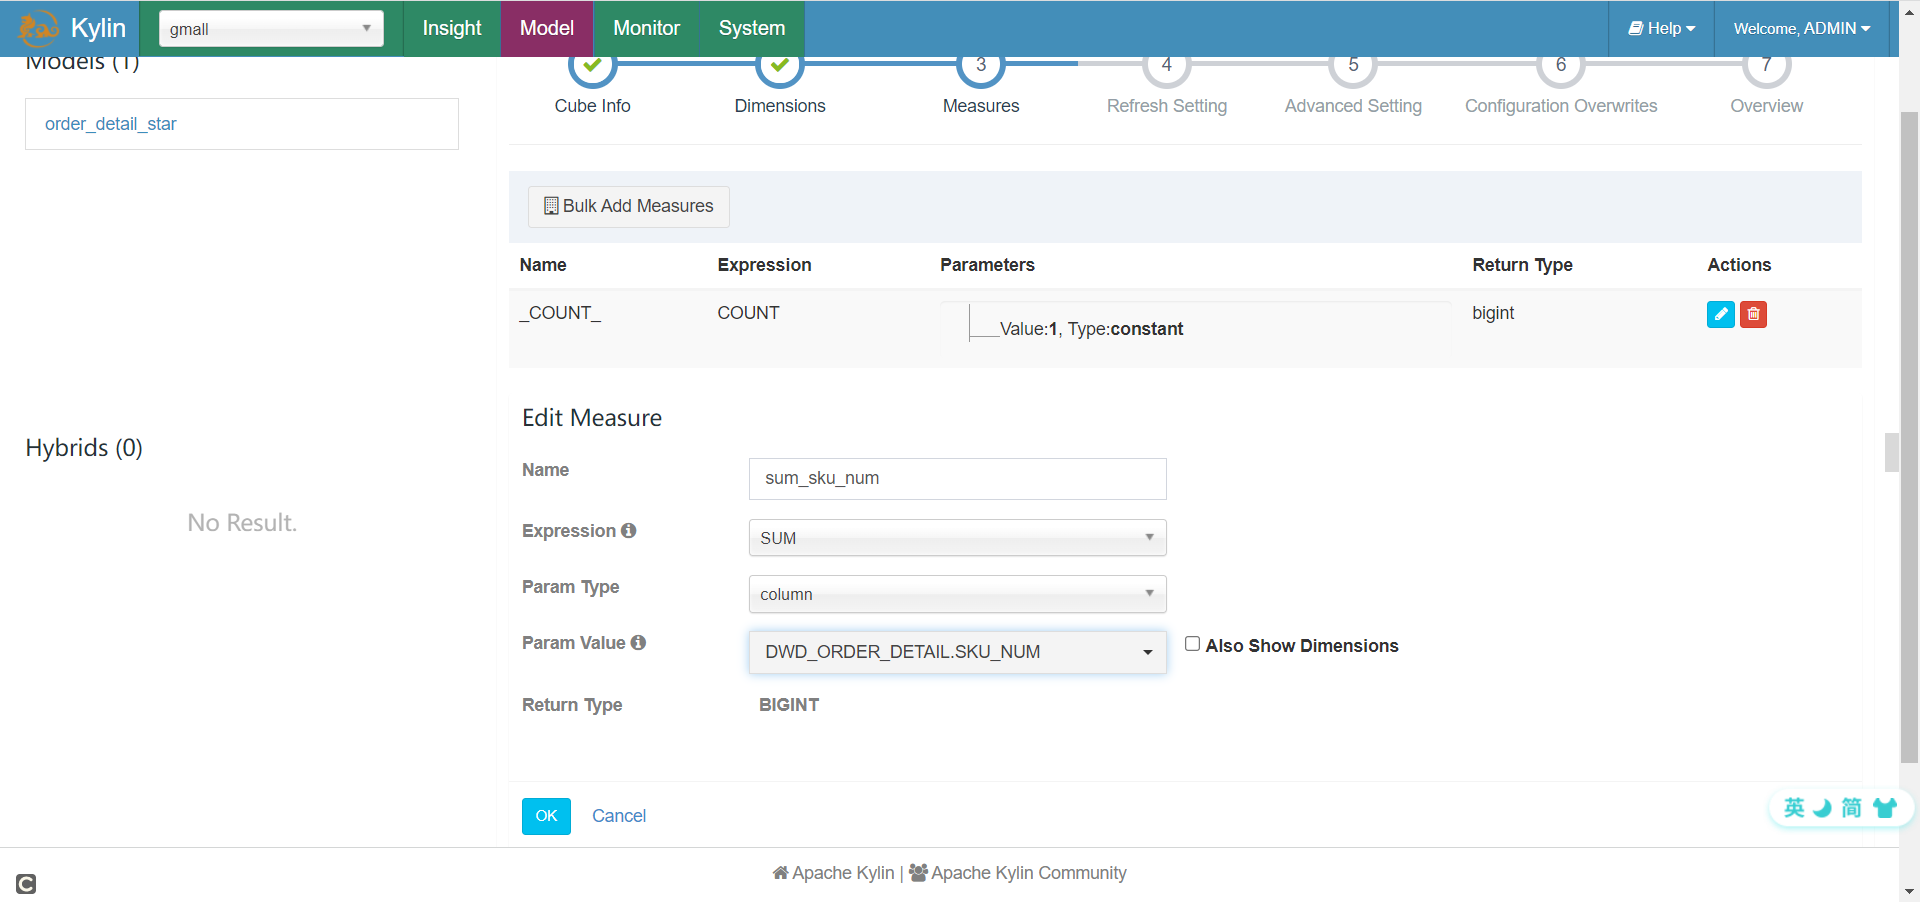 Kylin
gmall
Insight
Model
Monitor
System
Help
Welcome, ADMIN
Models (1)
order_detail_star
Hybrids (0)
No Result.
3
4
5
6
7
Cube Info
Dimensions
Measures
Refresh Setting
Advanced Setting
Configuration Overwrites
Overview
Bulk Add Measures
Name Expression Parameters Return Type Actions
_COUNT_ COUNT Value:1, Type:constant bigint
Edit Measure
Name sum_sku_num
Expression SUM
Param Type column
Param Value DWD_ORDER_DETAIL.SKU_NUM Also Show Dimensions
Return Type BIGINT
OK Cancel
英 简
Apache Kylin | Apache Kylin Community
C